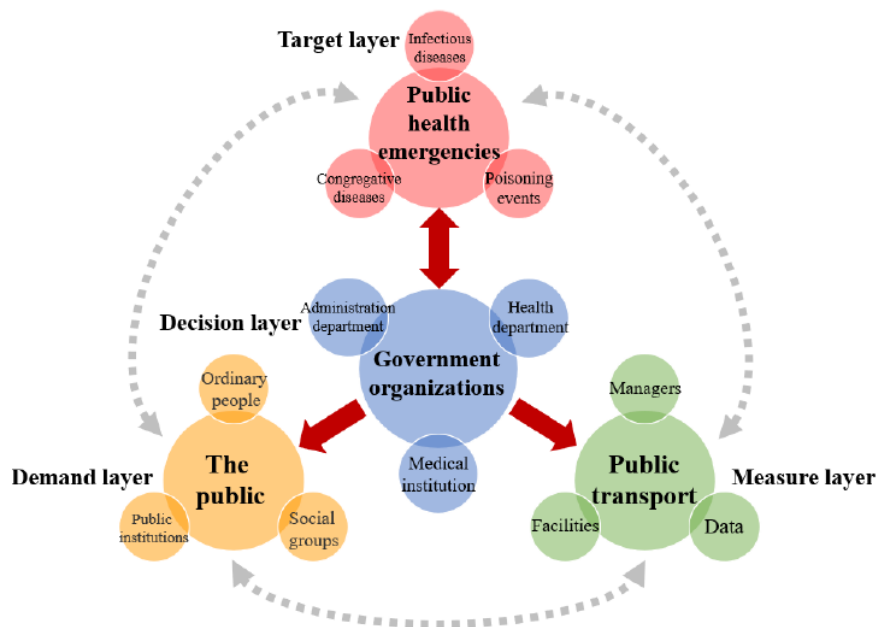 Target layer
Infectious
diseases
Public
health
emergencies
Congregative
diseases
Poisoning
events
Decision layer
Administration
department
Health
department
Government
organizations
Medical
institution
Demand layer
Ordinary
people
The
public
Public
institutions
Social
groups
Managers
Public
transport
Measure layer
Facilities
Data